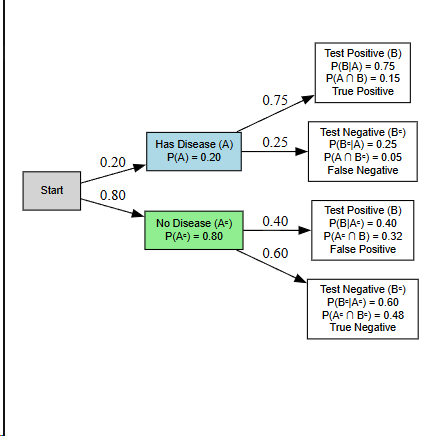 Test Positive (B)
P(B|A) = 0.75
P(A ∩ B) = 0.15
True Positive
0.75
Has Disease (A)
P(A) = 0.20
0.25
Test Negative (Bᶜ)
P(Bᶜ|A) = 0.25
P(A ∩ Bᶜ) = 0.05
False Negative
0.20
Start
0.80
No Disease (Aᶜ)
P(Aᶜ) = 0.80
0.40
Test Positive (B)
P(B|Aᶜ) = 0.40
P(Aᶜ ∩ B) = 0.32
False Positive
0.60
Test Negative (Bᶜ)
P(Bᶜ|Aᶜ) = 0.60
P(Aᶜ ∩ Bᶜ) = 0.48
True Negative